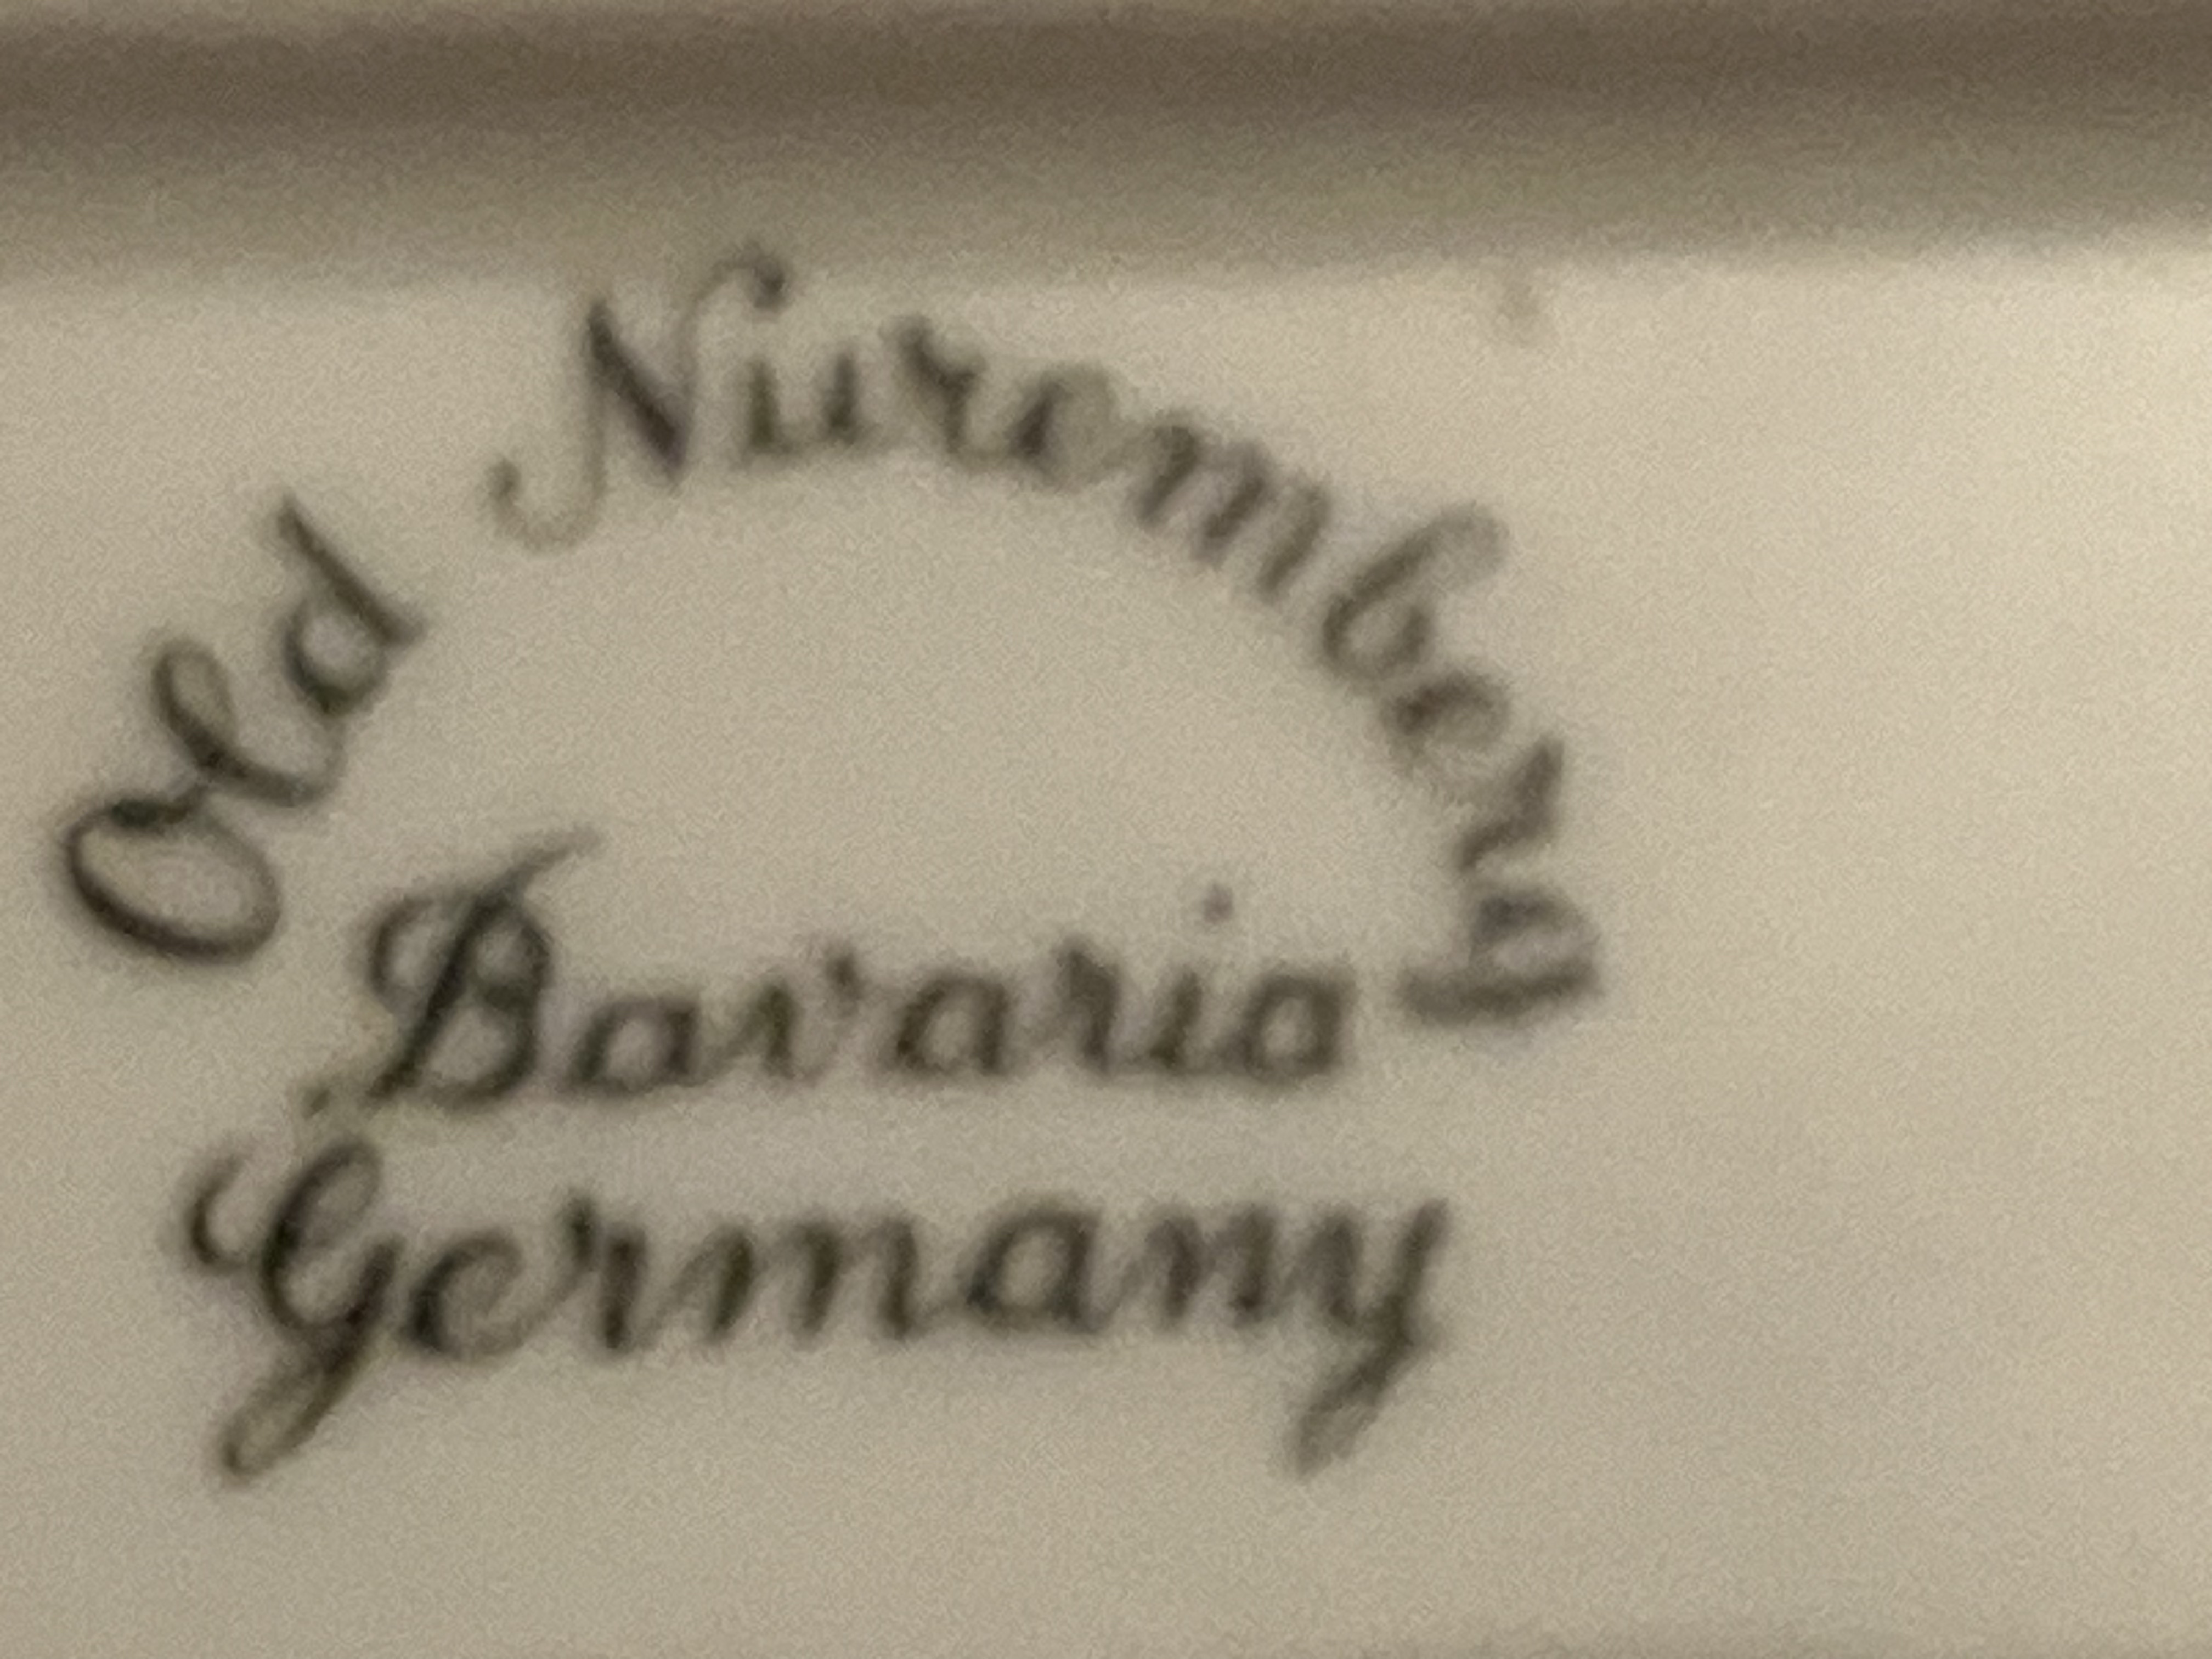 Old Nuremberg
Bavaria
Germany